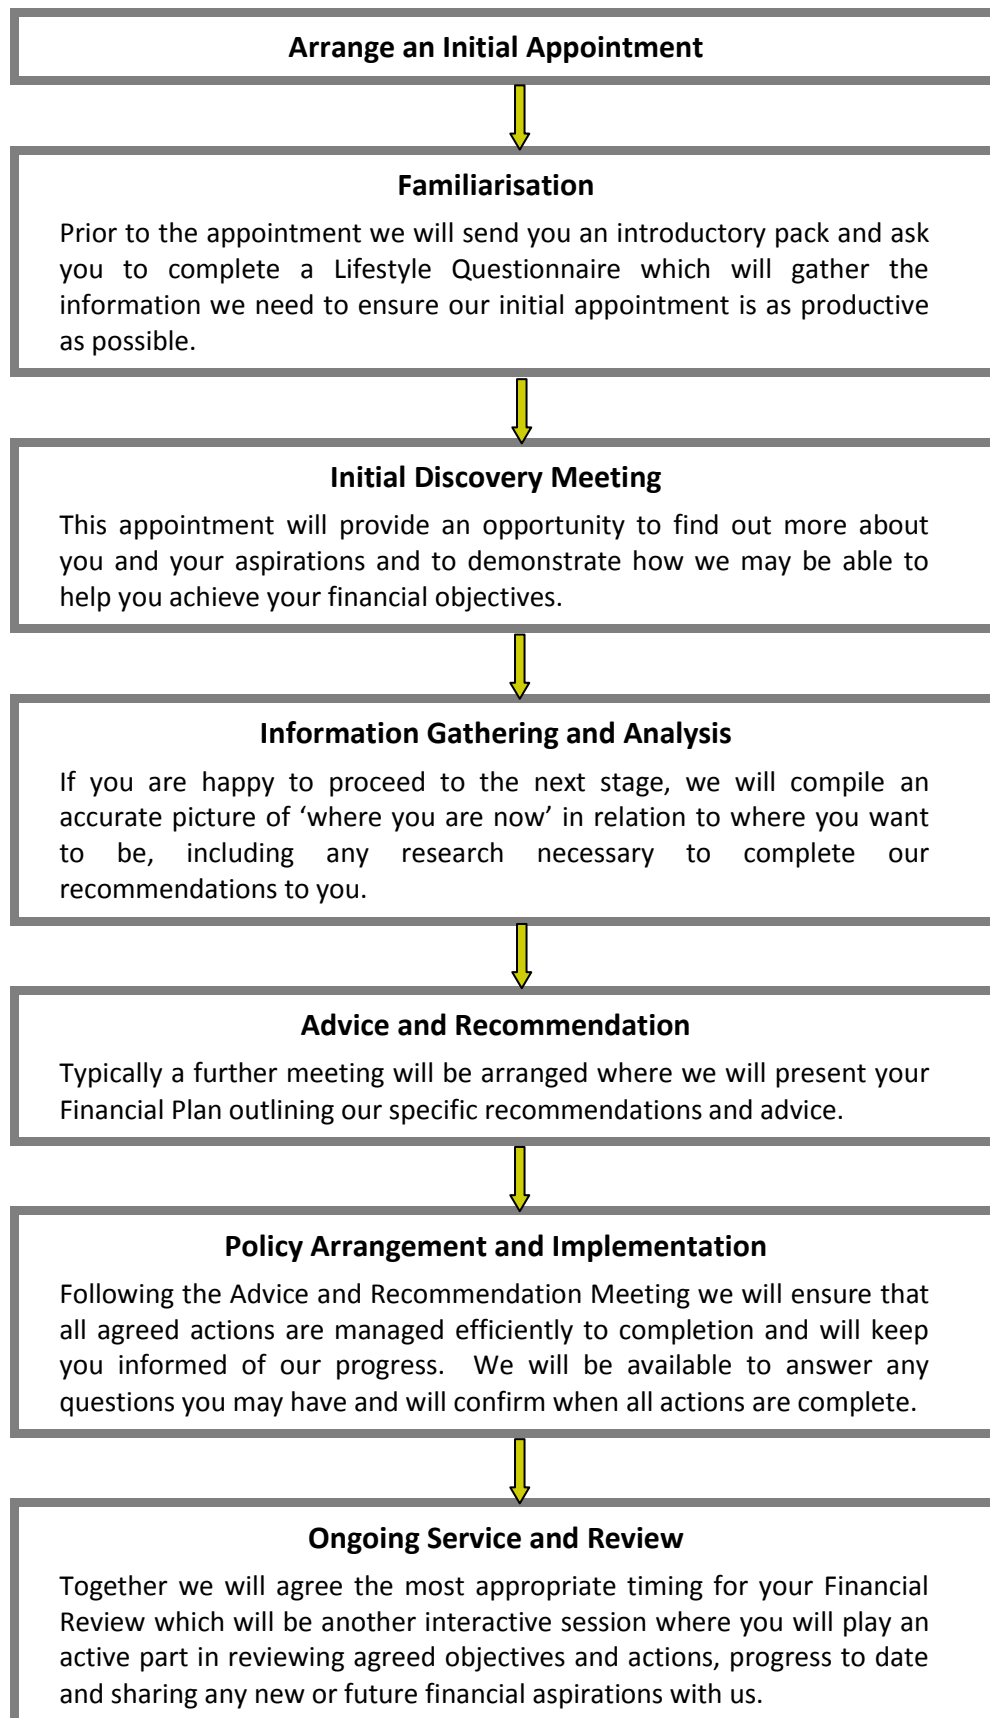 Arrange an Initial Appointment
Familiarisation
Prior to the appointment we will send you an introductory pack and ask
you to complete a Lifestyle Questionnaire which will gather the
information we need to ensure our initial appointment is as productive
as possible.
Initial Discovery Meeting
This appointment will provide an opportunity to find out more about
you and your aspirations and to demonstrate how we may be able to
help you achieve your financial objectives.
Information Gathering and Analysis
If you are happy to proceed to the next stage, we will compile an
accurate picture of ‘where you are now’ in relation to where you want
to be, including any research necessary to complete our
recommendations to you.
Advice and Recommendation
Typically a further meeting will be arranged where we will present your
Financial Plan outlining our specific recommendations and advice.
Policy Arrangement and Implementation
Following the Advice and Recommendation Meeting we will ensure that
all agreed actions are managed efficiently to completion and will keep
you informed of our progress.  We will be available to answer any
questions you may have and will confirm when all actions are complete.
Ongoing Service and Review
Together we will agree the most appropriate timing for your Financial
Review which will be another interactive session where you will play an
active part in reviewing agreed objectives and actions, progress to date
and sharing any new or future financial aspirations with us.